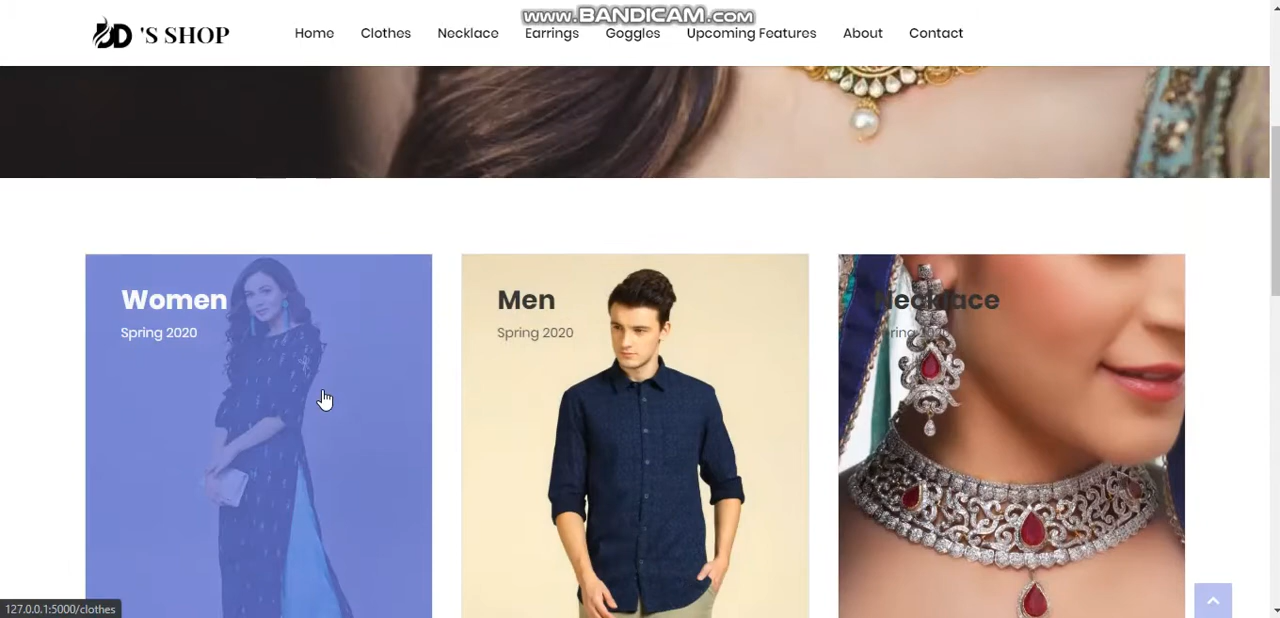 www.BANDICAM.com
D 'S SHOP
Home Clothes Necklace Earrings Goggles Upcoming Features About Contact
Women
Spring 2020
Men
Spring 2020
Necklace
127.0.0.1:5000/clothes